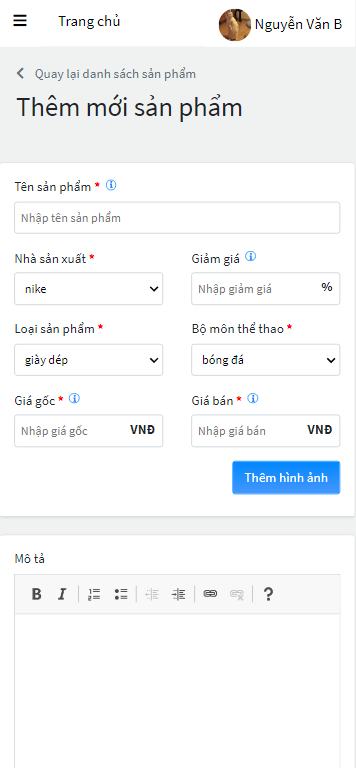 Trang chủ
Nguyễn Văn B
Quay lại danh sách sản phẩm
Thêm mới sản phẩm
Tên sản phẩm *
Nhập tên sản phẩm
Nhà sản xuất *
Giảm giá
nike
Nhập giảm giá %
Loại sản phẩm *
Bộ môn thể thao *
giày dép
bóng đá
Giá gốc *
Giá bán *
Nhập giá gốc VNĐ
Nhập giá bán VNĐ
Thêm hình ảnh
Mô tả
B I ?